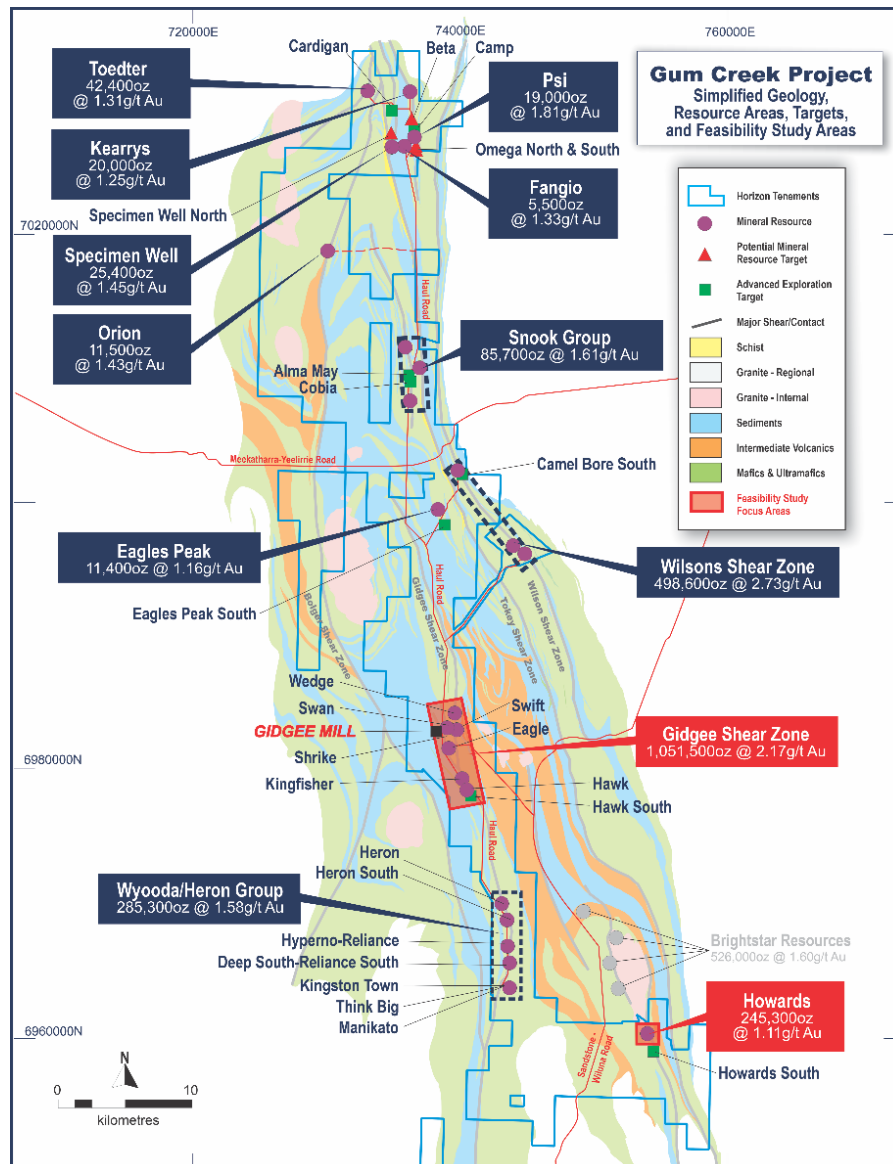 720000E
740000E
760000E
Gum Creek Project
Simplified Geology,
Resource Areas, Targets,
and Feasibility Study Areas
Cardigan
Beta
Camp
Toedter
42,400oz
@ 1.31g/t Au
Psi
19,000oz
@ 1.81g/t Au
Kearrys
20,000oz
@ 1.25g/t Au
Omega North & South
Fangio
5,500oz
@ 1.33g/t Au
Specimen Well North
7020000N
Specimen Well
25,400oz
@ 1.45g/t Au
Haul Road
Orion
11,500oz
@ 1.43g/t Au
Snook Group
85,700oz @ 1.61g/t Au
Alma May
Cobia
Horizon Tenements
Mineral Resource
Potential Mineral
Resource Target
Advanced Exploration
Target
Major Shear/Contact
Schist
Granite - Regional
Granite - Internal
Sediments
Intermediate Volcanics
Mafics & Ultramafics
Feasibility Study
Focus Areas
Meekatharra-Yeelirrie Road
Camel Bore South
Eagles Peak
11,400oz @ 1.16g/t Au
Wilsons Shear Zone
498,600oz @ 2.73g/t Au
Haul Road
Eagles Peak South
Bolger Shear Zone
Gidgee Shear Zone
Tokey Shear Zone
Wilson Shear Zone
Wedge
Swan
Swift
GIDGEE MILL
Eagle
Shrike
Gidgee Shear Zone
1,051,500oz @ 2.17g/t Au
6980000N
Kingfisher
Hawk
Hawk South
Haul Road
Heron
Heron South
Wyooda/Heron Group
285,300oz @ 1.58g/t Au
Hyperno-Reliance
Deep South-Reliance South
Kingston Town
Think Big
Manikato
Brightstar Resources
526,000oz @ 1.60g/t Au
Howards
245,300oz
@ 1.11g/t Au
6960000N
Howards South
Sandstone -
Wiluna Road
N
0
10
kilometres